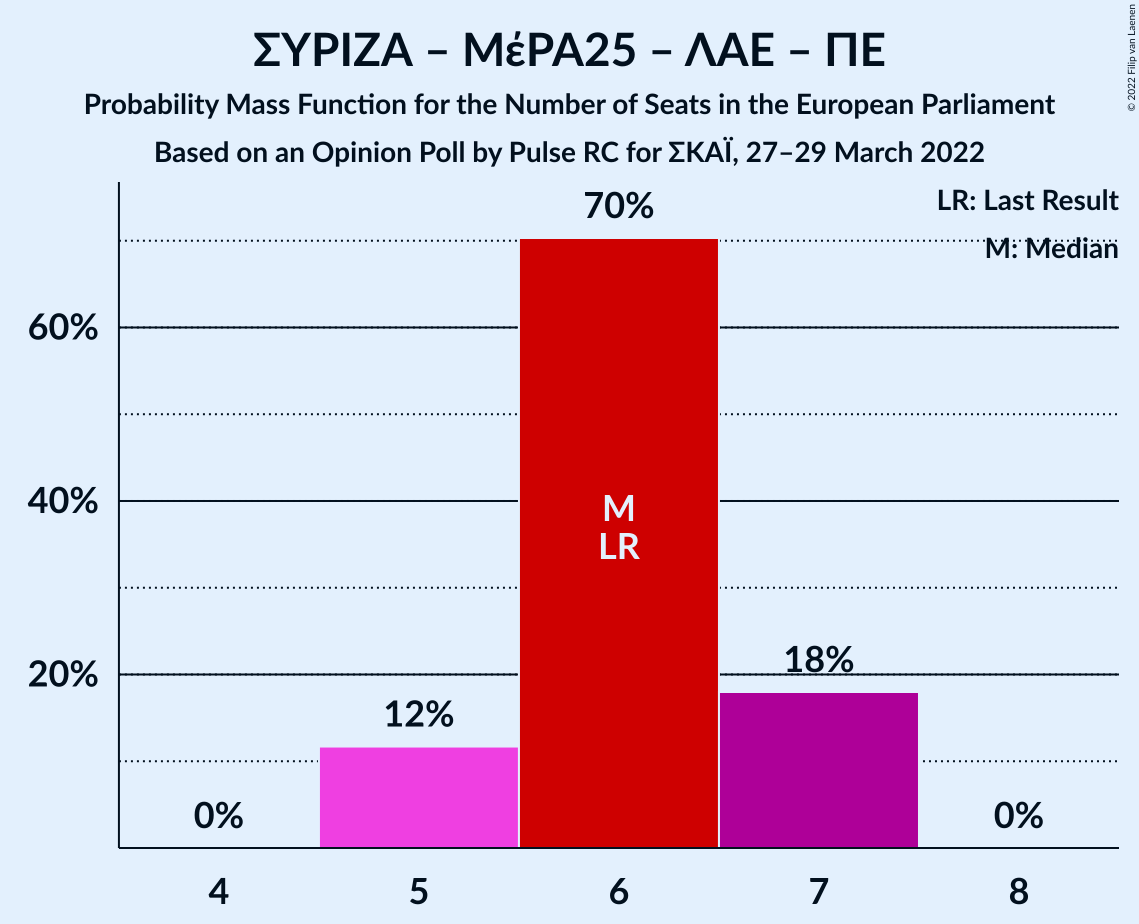 ΣΥΡΙΖΑ – ΜέΡΑ25 – ΛΑΕ – ΠΕ
Probability Mass Function for the Number of Seats in the European Parliament
Based on an Opinion Poll by Pulse RC for ΣΚΑΪ, 27–29 March 2022
© 2022 Filip van Laenen
LR: Last Result
M: Median
70%
60%
40%
M
LR
20%
18%
12%
0%
0%
4
5
6
7
8